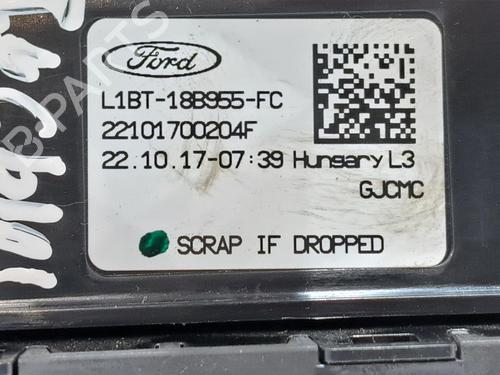 Ford
L1BT-18B955-FC
22101700204F
22.10.17-07:39 Hungary L3
GJCMC
SCRAP IF DROPPED